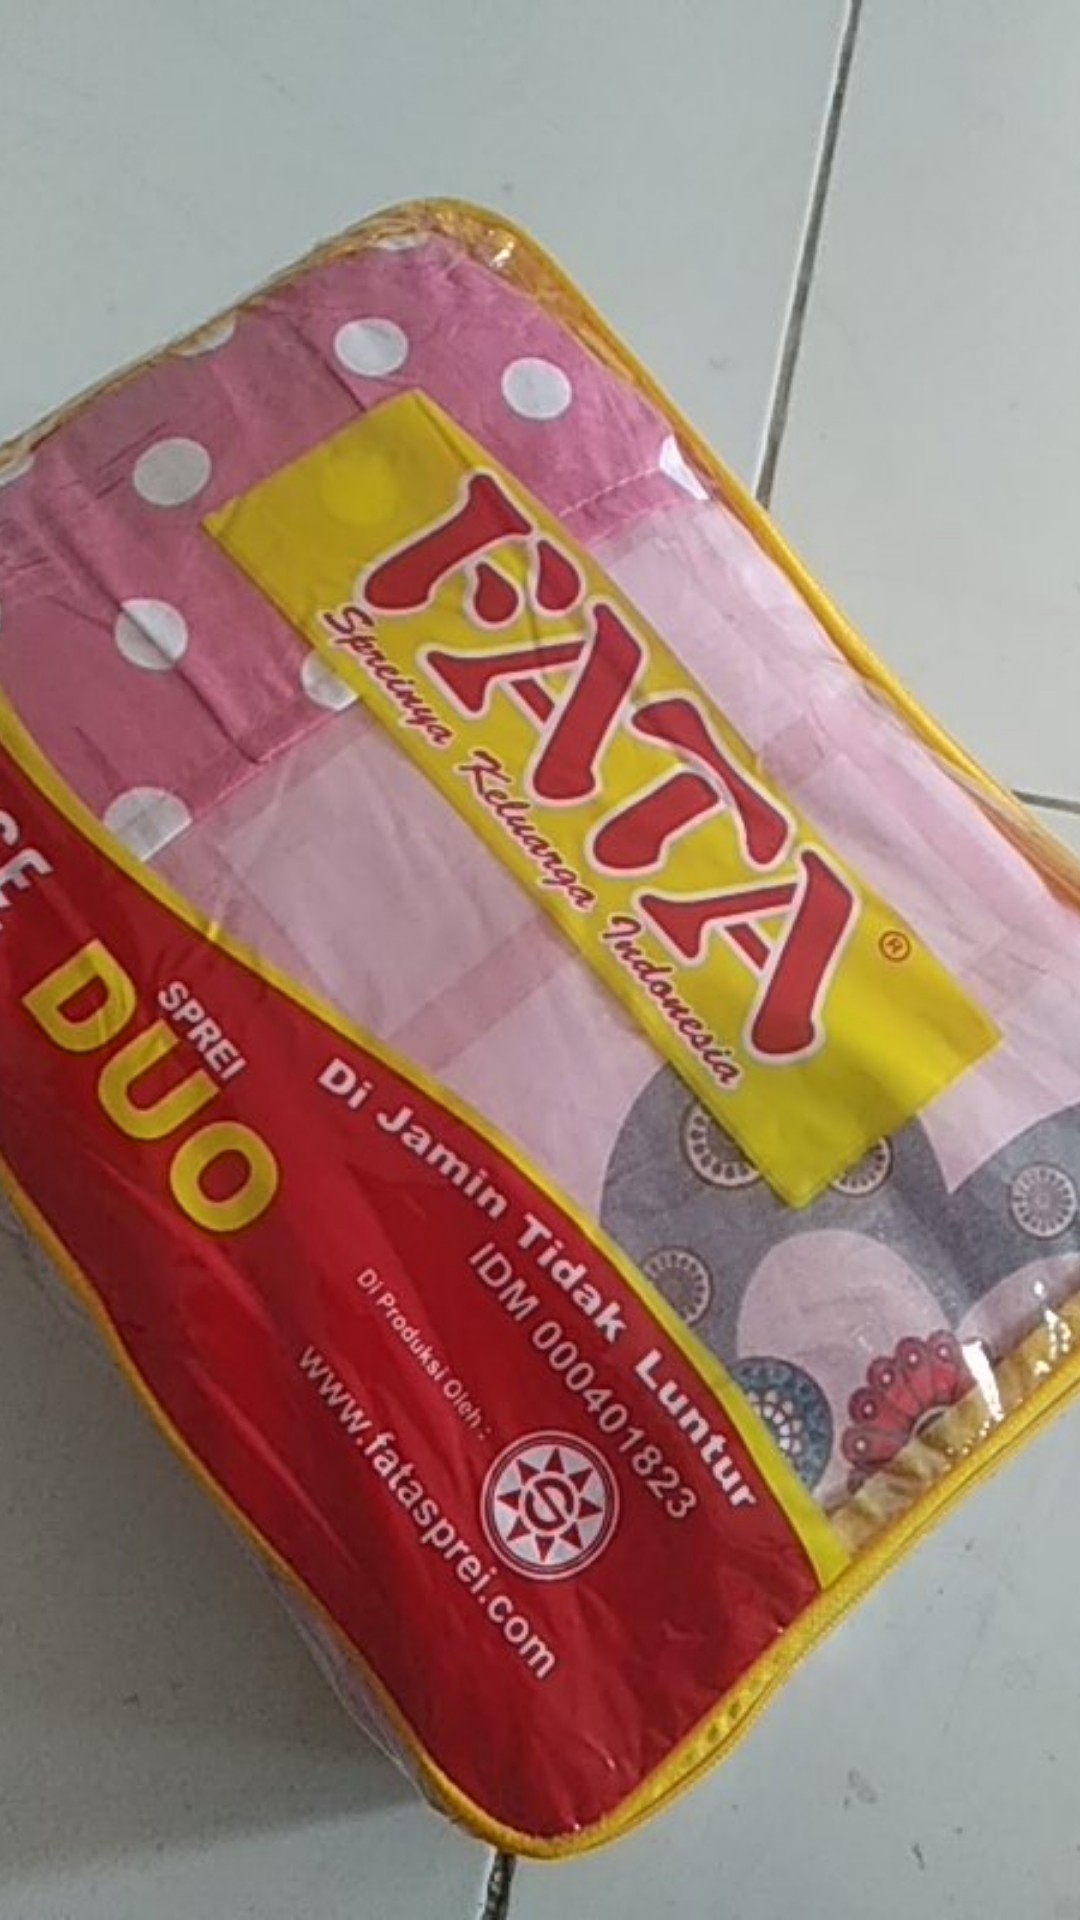 FATA®
Spreinya Keluarga Indonesia
SPREI
DUO
Di Jamin Tidak Luntur
IDM 000401823
Di Produksi Oleh :
S
www.fatasprei.com